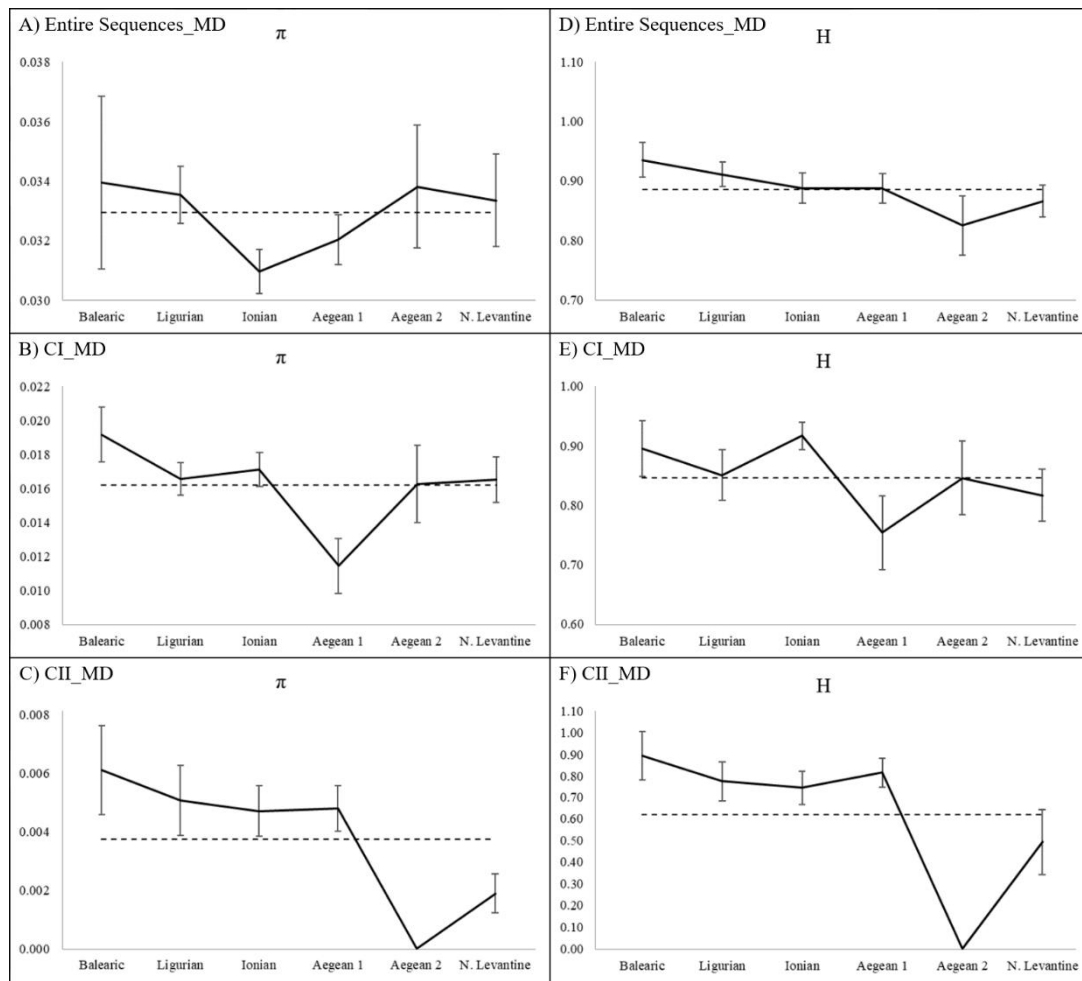 A) Entire Sequences_MD
π
0.038
0.036
0.034
0.032
0.030
Balearic Ligurian Ionian Aegean 1 Aegean 2 N. Levantine
D) Entire Sequences_MD
H
1.10
1.00
0.90
0.80
0.70
Balearic Ligurian Ionian Aegean 1 Aegean 2 N. Levantine
B) CI_MD
π
0.022
0.020
0.018
0.016
0.014
0.012
0.010
0.008
Balearic Ligurian Ionian Aegean 1 Aegean 2 N. Levantine
E) CI_MD
H
1.00
0.90
0.80
0.70
0.60
Balearic Ligurian Ionian Aegean 1 Aegean 2 N. Levantine
C) CII_MD
π
0.008
0.006
0.004
0.002
0.000
Balearic Ligurian Ionian Aegean 1 Aegean 2 N. Levantine
F) CII_MD
H
1.10
1.00
0.90
0.80
0.70
0.60
0.50
0.40
0.30
0.20
0.10
0.00
Balearic Ligurian Ionian Aegean 1 Aegean 2 N. Levantine